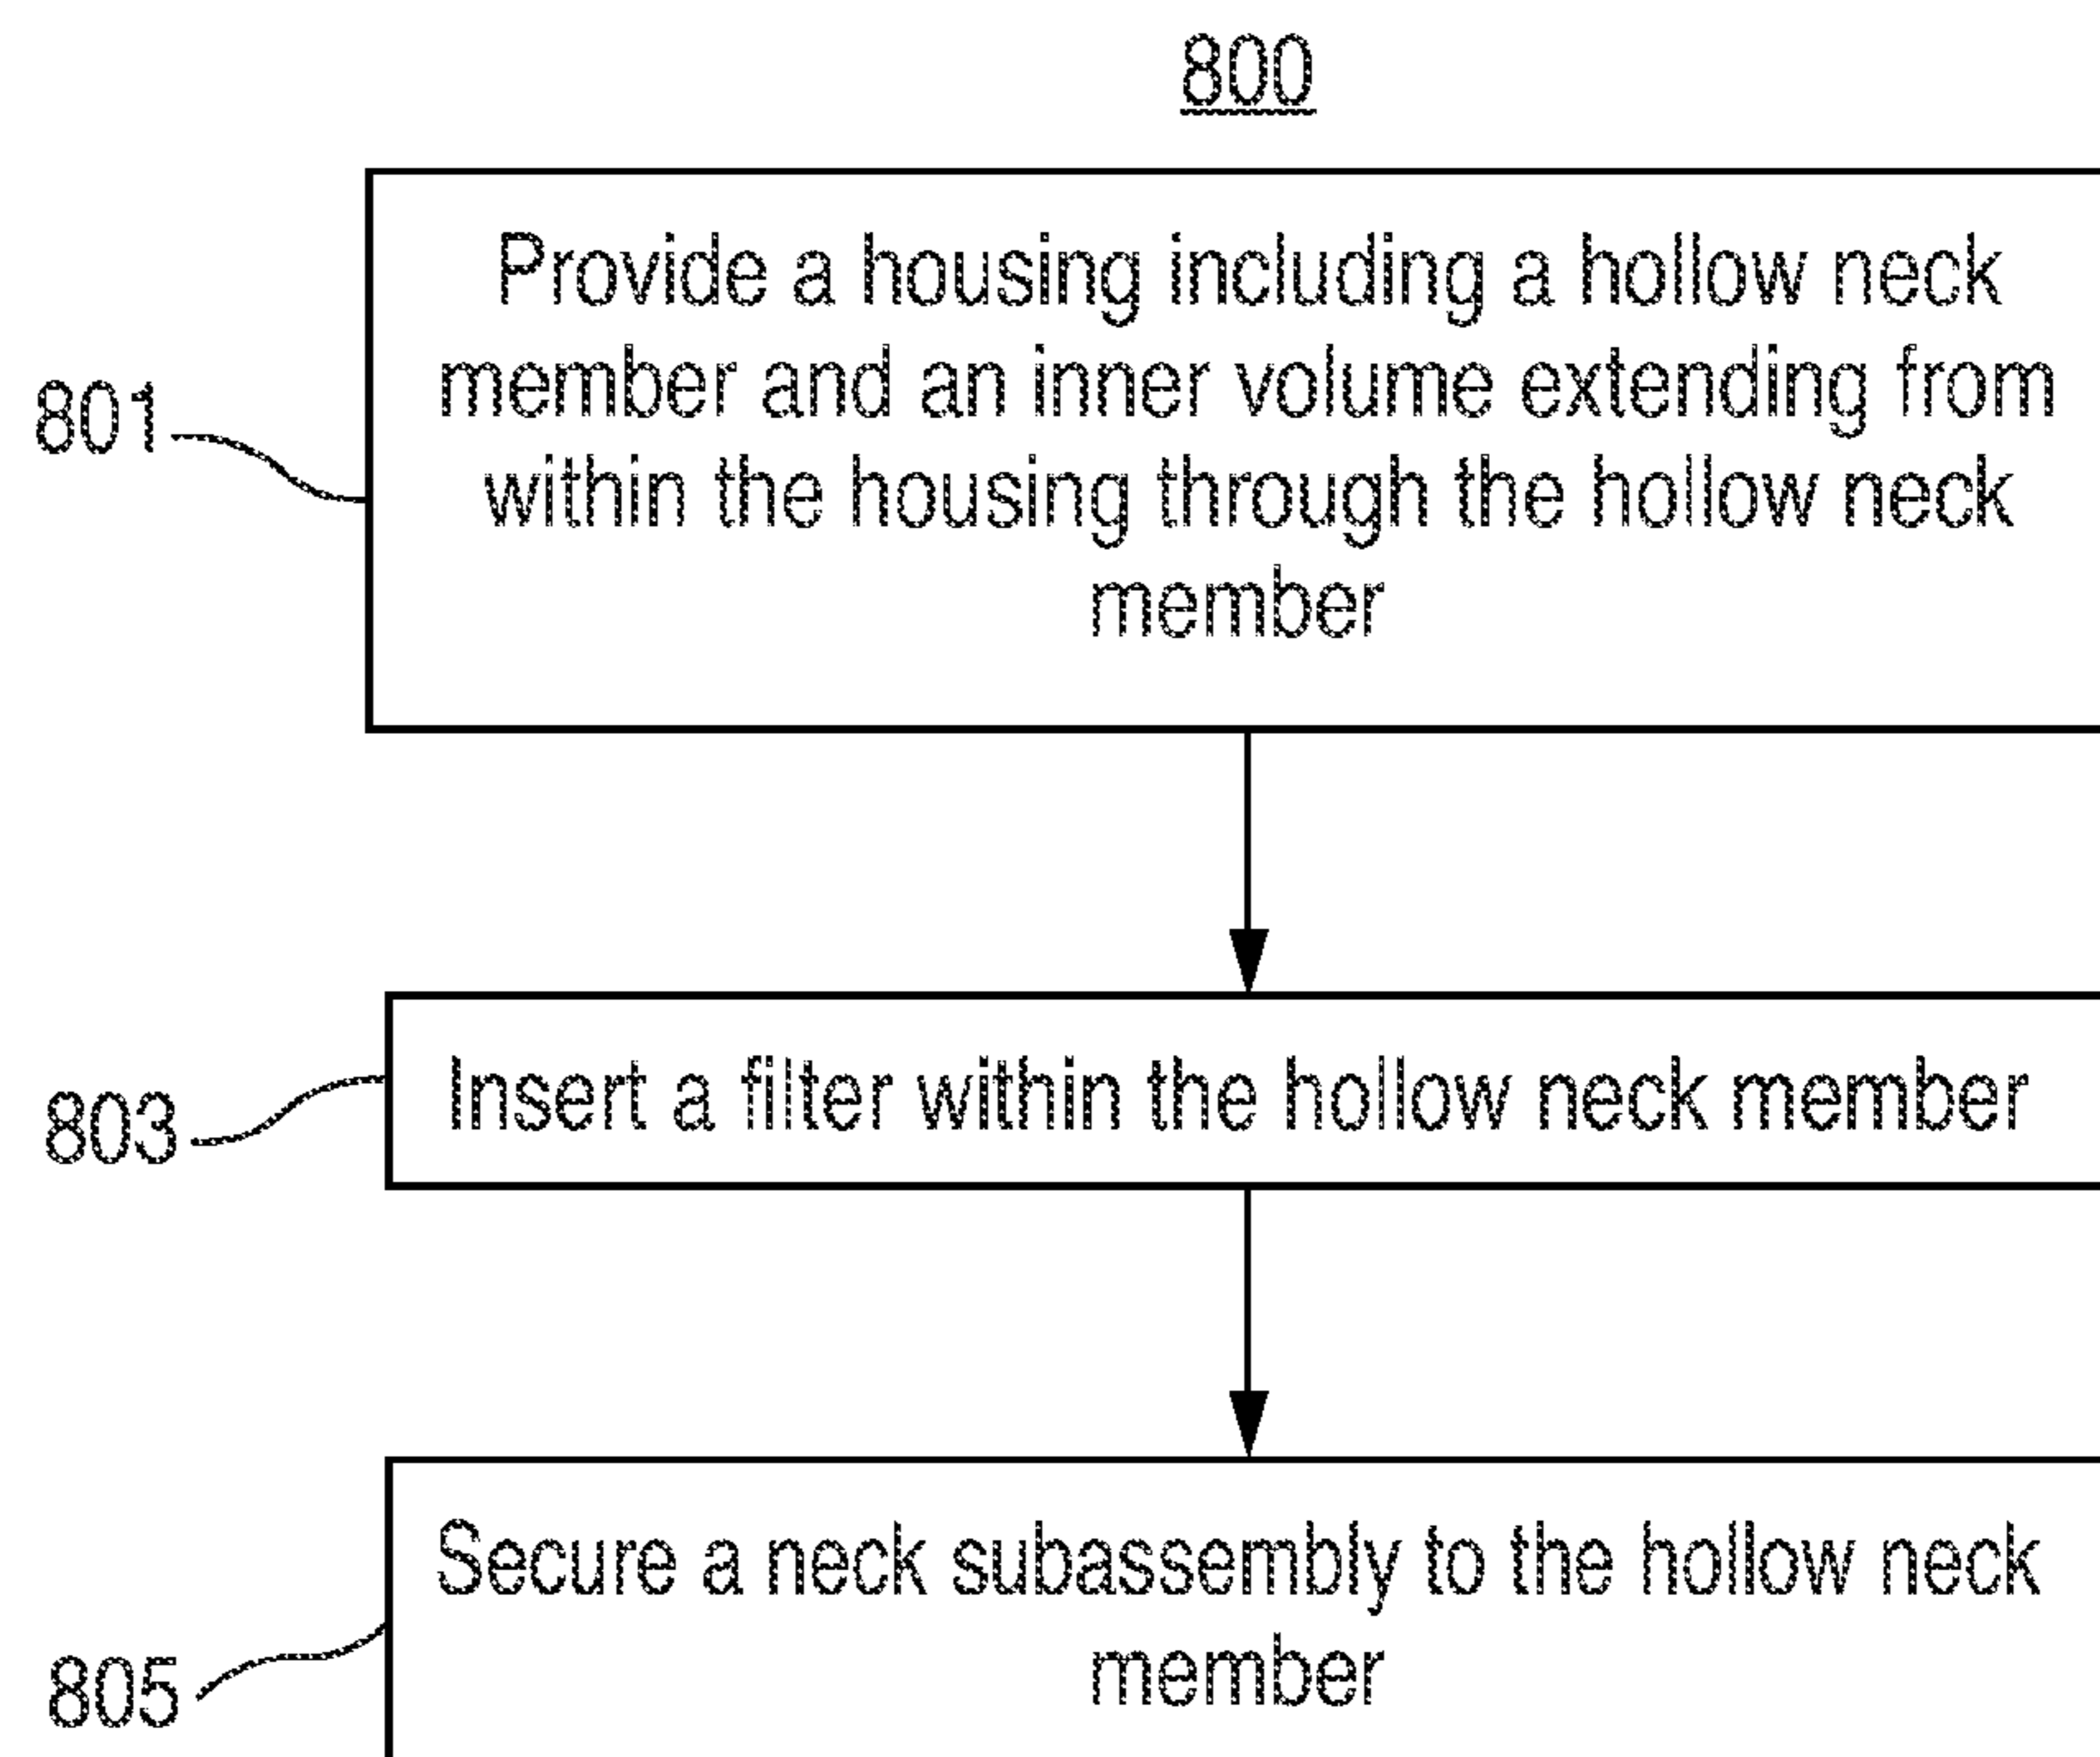 800
Provide a housing including a hollow neck
member and an inner volume extending from
within the housing through the hollow neck
member
801
Insert a filter within the hollow neck member
803
Secure a neck subassembly to the hollow neck
member
805